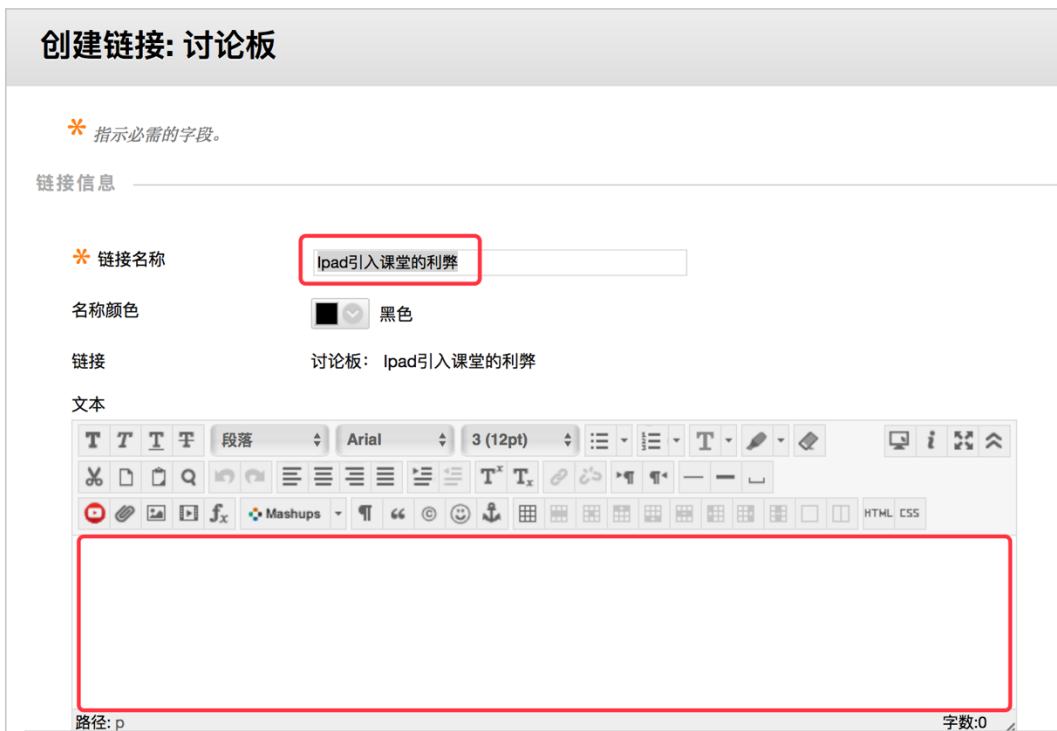 创建链接: 讨论板
* 指示必需的字段。
链接信息
* 链接名称 Ipad引入课堂的利弊
名称颜色 黑色
链接 讨论板： Ipad引入课堂的利弊
文本
T T T T 段落 Arial 3 (12pt) T i
Tx Tx
fx Mashups ¶ “ © HTML CSS
路径: p 字数:0